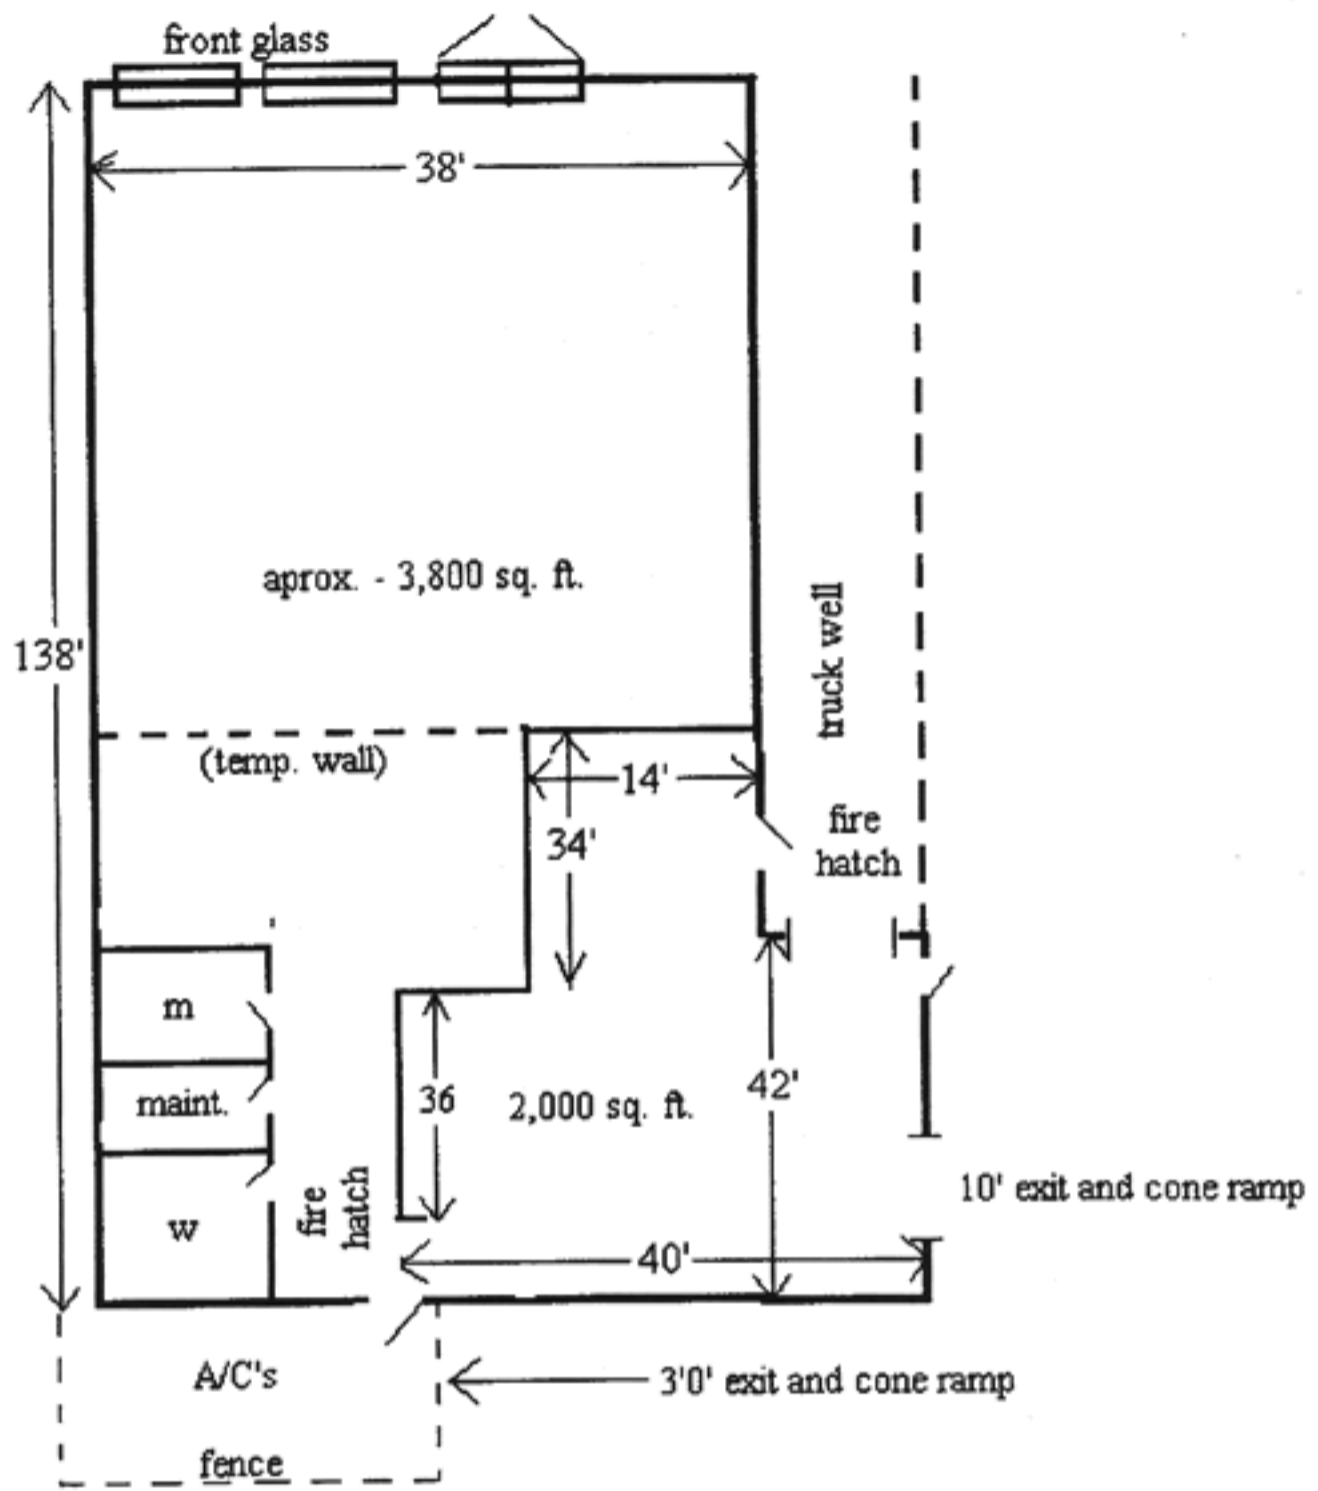 front glass
38'
aprox. - 3,800 sq. ft.
138'
truck well
(temp. wall)
14'
34'
fire
hatch
m
maint.
36
2,000 sq. ft.
42'
w
fire
hatch
10' exit and cone ramp
40'
A/C's
3'0' exit and cone ramp
fence